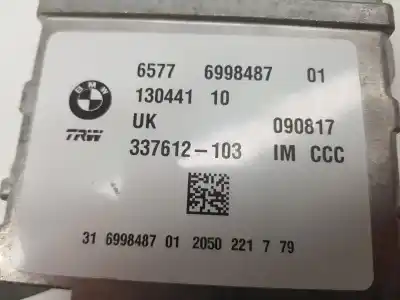 BMW
6577 6998487 01
130441 10
UK 090817
TRW
337612-103 IM CCC
31 6998487 01 2050 221 7 79